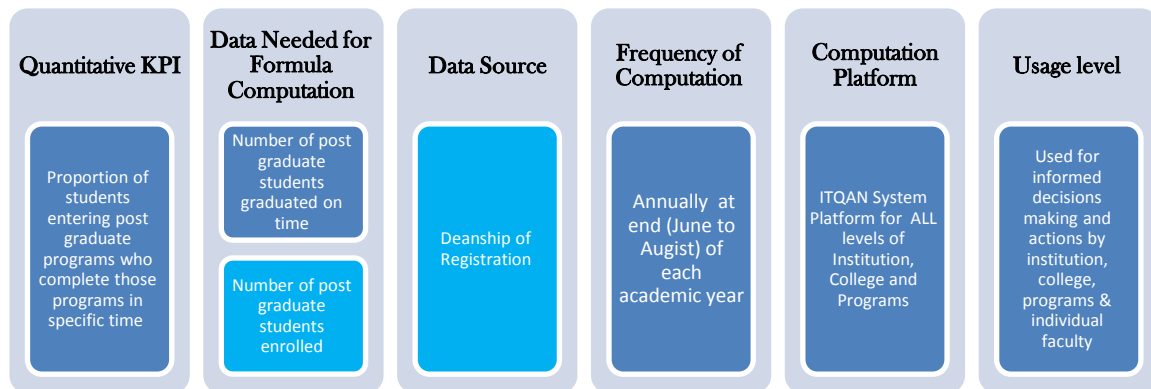 Quantitative KPI
Proportion of
students
entering post
graduate
programs who
complete those
programs in
specific time
Data Needed for
Formula
Computation
Number of post
graduate
students
graduated on
time
Number of post
graduate
students
enrolled
Data Source
Deanship of
Registration
Frequency of
Computation
Annually at
end (June to
Augist) of
each
academic year
Computation
Platform
ITQAN System
Platform for ALL
levels of
Institution,
College and
Programs
Usage level
Used for
informed
decisions
making and
actions by
institution,
college,
programs &
individual
faculty